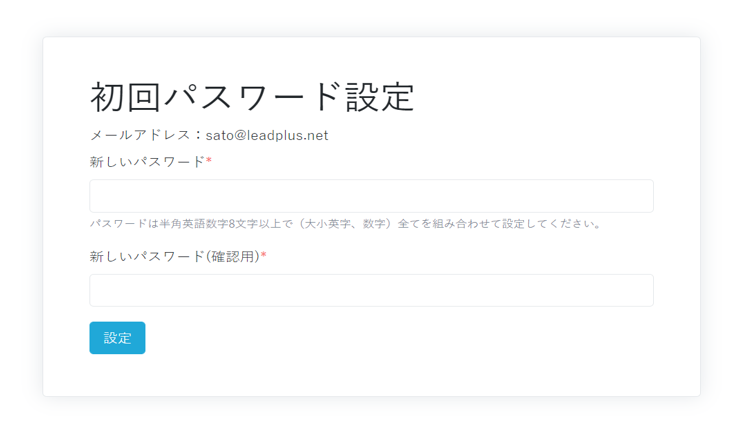 初回パスワード設定
メールアドレス：sato@leadplus.net
新しいパスワード*
パスワードは半角英語数字8文字以上で（大小英字、数字）全てを組み合わせて設定してください。
新しいパスワード(確認用)*
設定